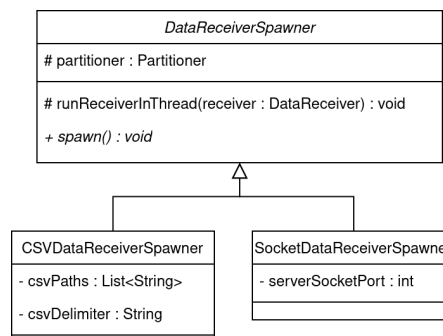 DataReceiverSpawner
# partitioner : Partitioner
# runReceiverInThread(receiver : DataReceiver) : void
+ spawn() : void
CSVDataReceiverSpawner
- csvPaths : List<String>
- csvDelimiter : String
SocketDataReceiverSpawne
- serverSocketPort : int